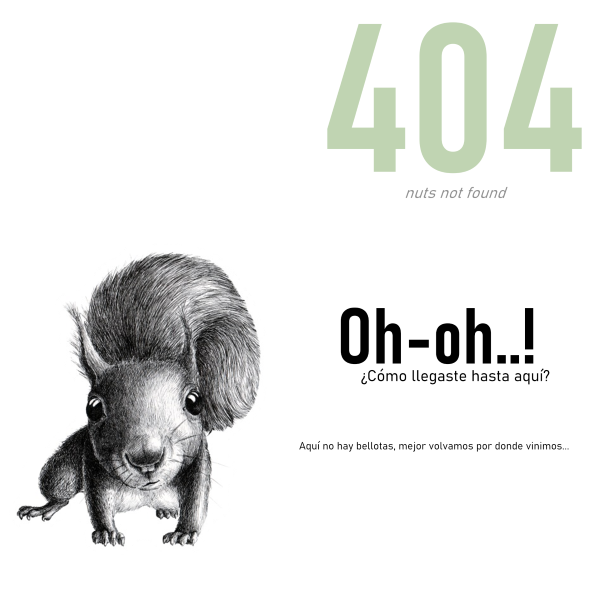 404
nuts not found
Oh-oh..!
¿Cómo llegaste hasta aquí?
Aquí no hay bellotas, mejor volvamos por donde vinimos...